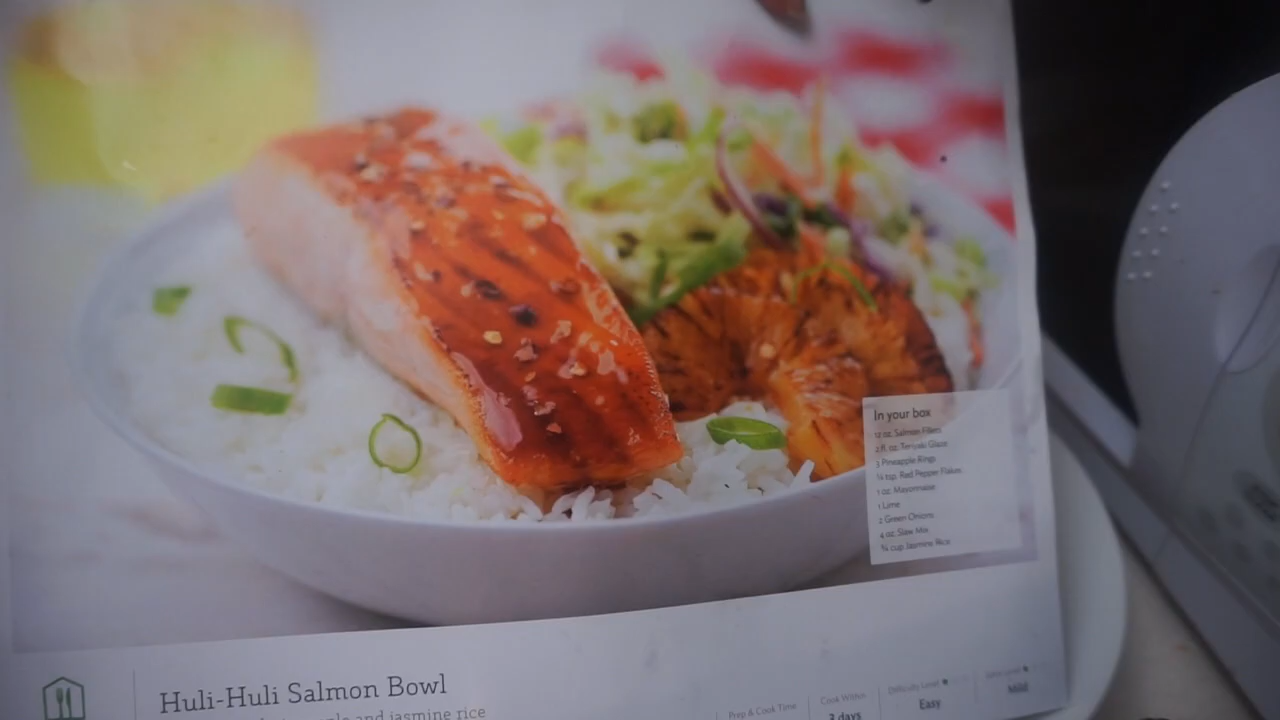 In your box
12 oz. Salmon Fillets
2 fl. oz. Teriyaki Glaze
3 Pineapple Rings
¼ tsp. Red Pepper Flakes
1 oz. Mayonnaise
1 Lime
2 Green Onions
4 oz. Slaw Mix
¾ cup Jasmine Rice
Huli-Huli Salmon Bowl
and jasmine rice
Prep & Cook Time
Cook Within
3 days
Difficulty Level
Easy
Spice Level
Mild